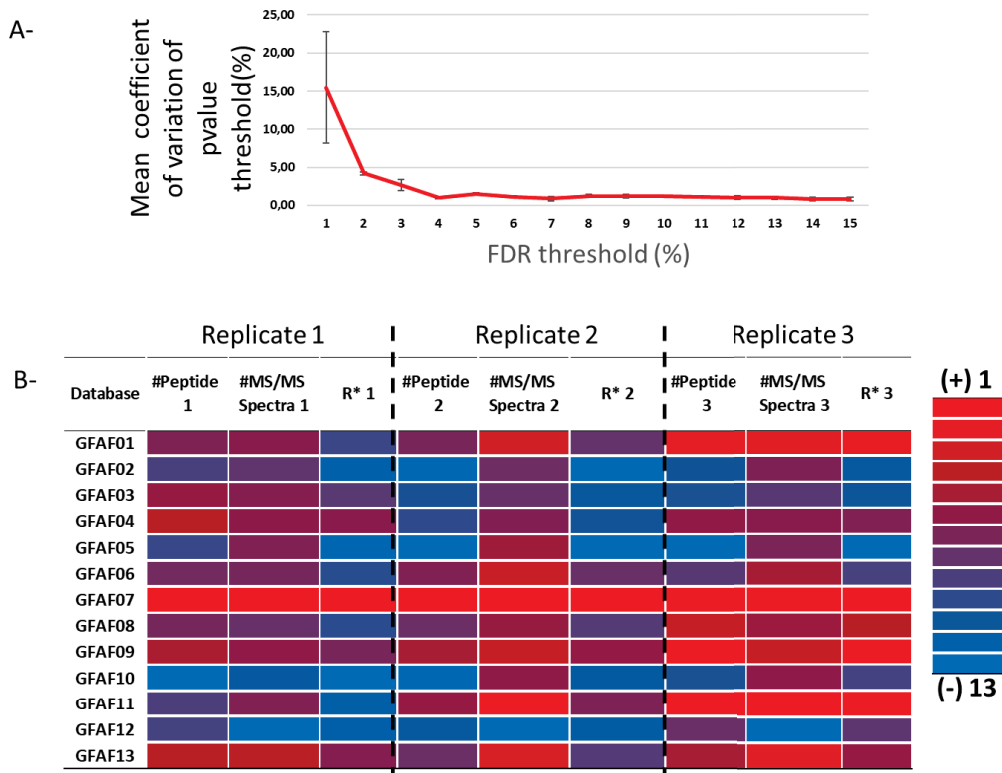 A-
Mean coefficient
of variation of
pvalue
threshold(%)
25,00
20,00
15,00
10,00
5,00
0,00
1 2 3 4 5 6 7 8 9 10 11 12 13 14 15
FDR threshold (%)
B-
Replicate 1 Replicate 2 Replicate 3
Database #Peptide 1 #MS/MS Spectra 1 R* 1 #Peptide 2 #MS/MS Spectra 2 R* 2 #Peptide 3 #MS/MS Spectra 3 R* 3
GFAF01
GFAF02
GFAF03
GFAF04
GFAF05
GFAF06
GFAF07
GFAF08
GFAF09
GFAF10
GFAF11
GFAF12
GFAF13
(+) 1
(-) 13